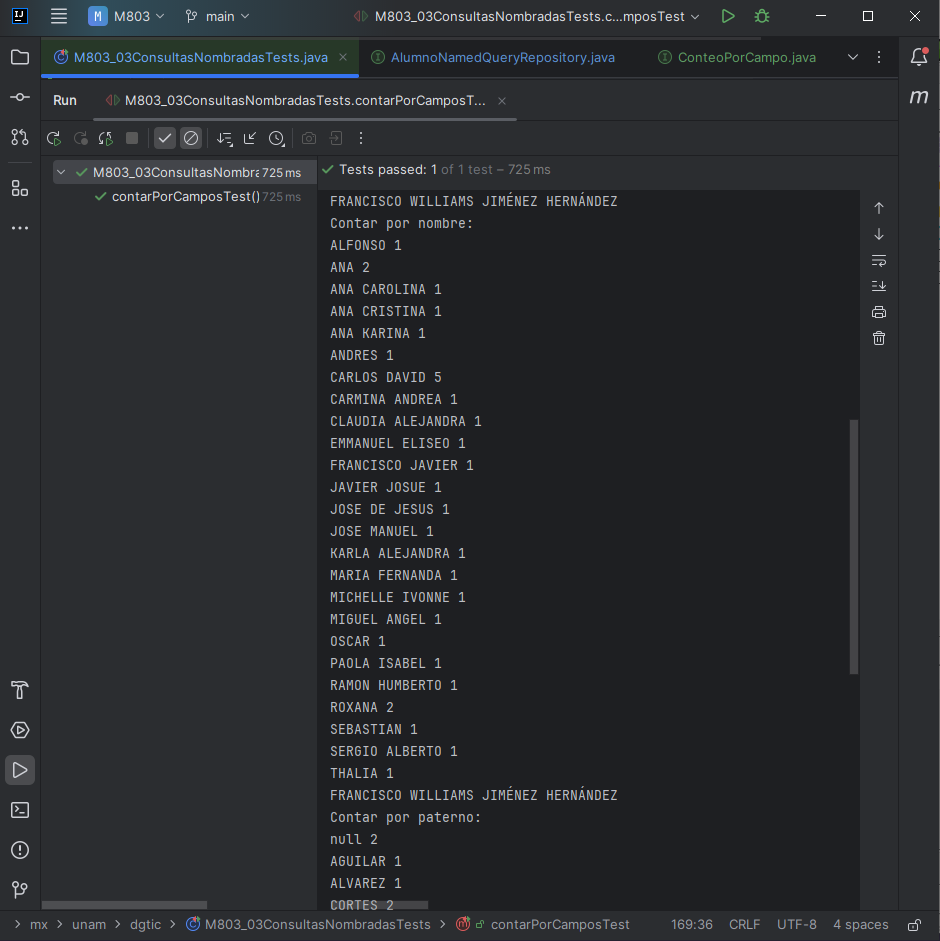 IJ
M M803 main M803_03ConsultasNombradasTests.c...mposTest
M803_03ConsultasNombradasTests.java AlumnoNamedQueryRepository.java ConteoPorCampo.java
Run M803_03ConsultasNombradasTests.contarPorCamposT...
M803_03ConsultasNombra 725 ms
Tests passed: 1 of 1 test – 725 ms
contarPorCamposTest() 725 ms
FRANCISCO WILLIAMS JIMÉNEZ HERNÁNDEZ
Contar por nombre:
ALFONSO 1
ANA 2
ANA CAROLINA 1
ANA CRISTINA 1
ANA KARINA 1
ANDRES 1
CARLOS DAVID 5
CARMINA ANDREA 1
CLAUDIA ALEJANDRA 1
EMMANUEL ELISEO 1
FRANCISCO JAVIER 1
JAVIER JOSUE 1
JOSE DE JESUS 1
JOSE MANUEL 1
KARLA ALEJANDRA 1
MARIA FERNANDA 1
MICHELLE IVONNE 1
MIGUEL ANGEL 1
OSCAR 1
PAOLA ISABEL 1
RAMON HUMBERTO 1
ROXANA 2
SEBASTIAN 1
SERGIO ALBERTO 1
THALIA 1
FRANCISCO WILLIAMS JIMÉNEZ HERNÁNDEZ
Contar por paterno:
null 2
AGUILAR 1
ALVAREZ 1
CORTES 2
mx > unam > dgtic > M803_03ConsultasNombradasTests > contarPorCamposTest 169:36 CRLF UTF-8 4 spaces